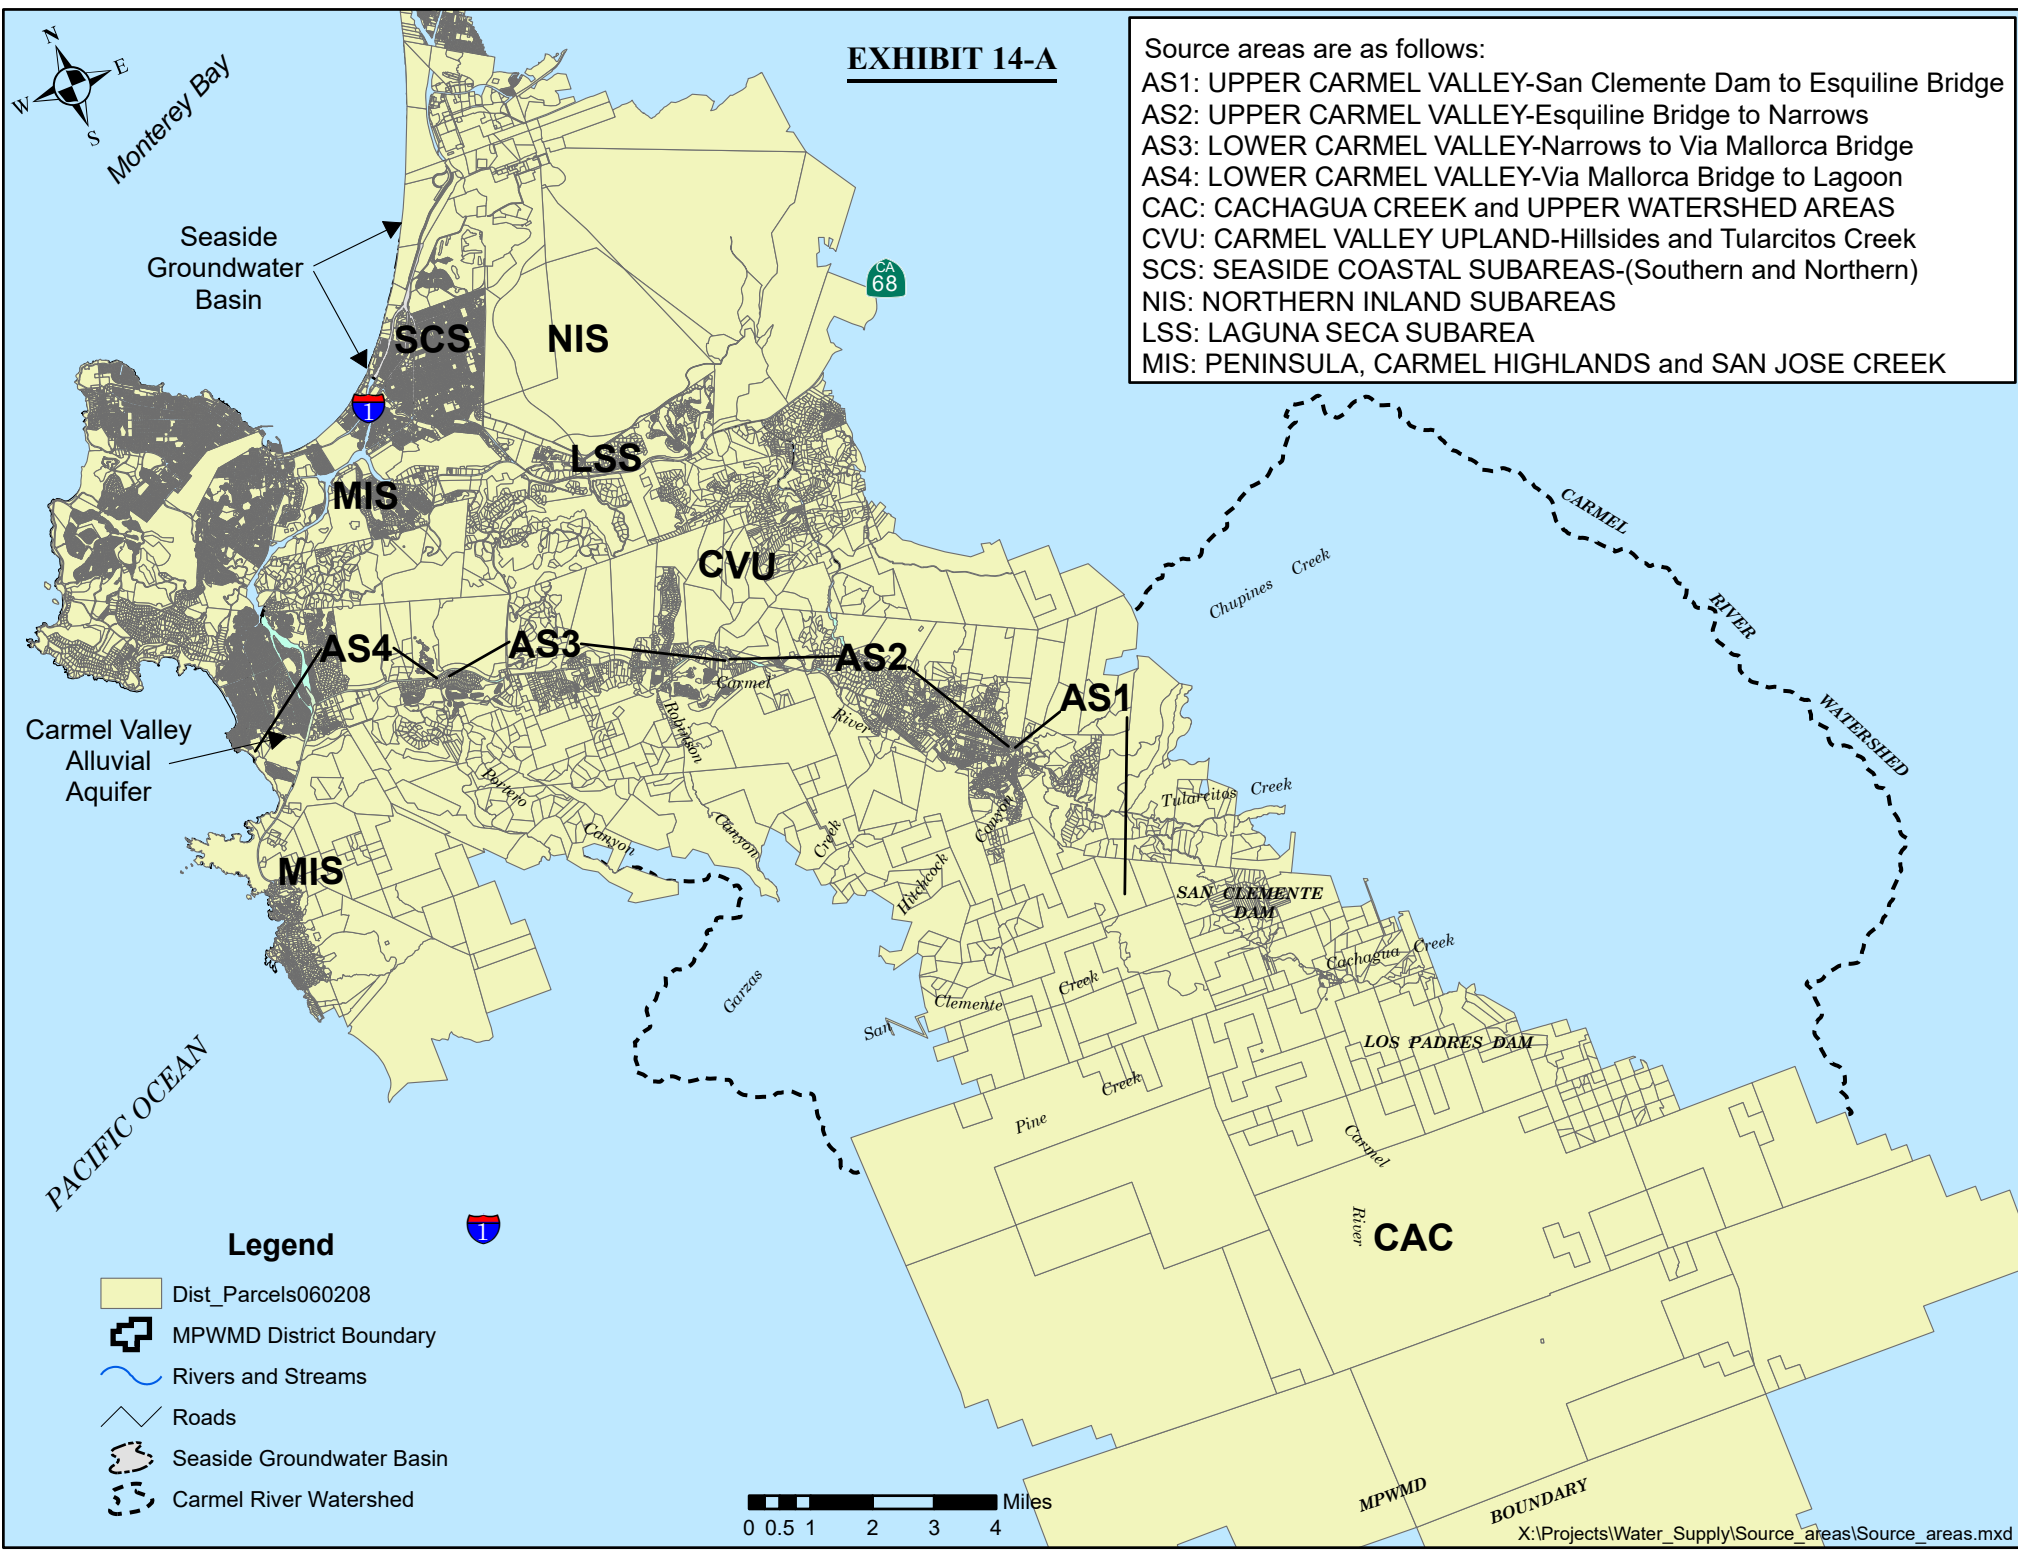 EXHIBIT 14-A
Source areas are as follows:
AS1: UPPER CARMEL VALLEY-San Clemente Dam to Esquiline Bridge
AS2: UPPER CARMEL VALLEY-Esquiline Bridge to Narrows
AS3: LOWER CARMEL VALLEY-Narrows to Via Mallorca Bridge
AS4: LOWER CARMEL VALLEY-Via Mallorca Bridge to Lagoon
CAC: CACHAGUA CREEK and UPPER WATERSHED AREAS
CVU: CARMEL VALLEY UPLAND-Hillsides and Tularcitos Creek
SCS: SEASIDE COASTAL SUBAREAS-(Southern and Northern)
NIS: NORTHERN INLAND SUBAREAS
LSS: LAGUNA SECA SUBAREA
MIS: PENINSULA, CARMEL HIGHLANDS and SAN JOSE CREEK
N
E
W
S
Monterey Bay
Seaside
Groundwater
Basin
CA
68
SCS
NIS
1
LSS
MIS
CVU
CARMEL
RIVER
WATERSHED
Chupines Creek
AS4
AS3
AS2
AS1
Carmel
River
Robinson
Canyon
Carmel Valley
Alluvial
Aquifer
Portero
Canyon
Creek
Hitchcock
Canyon
Tularcitos Creek
MIS
SAN CLEMENTE
DAM
Cachagua Creek
Garzas
San
Clemente
Creek
LOS PADRES DAM
Pine
Creek
Carmel
River
CAC
PACIFIC OCEAN
1
Legend
Dist_Parcels060208
MPWMD District Boundary
Rivers and Streams
Roads
Seaside Groundwater Basin
Carmel River Watershed
Miles
0 0.5 1 2 3 4
MPWMD
BOUNDARY
X:\Projects\Water_Supply\Source_areas\Source_areas.mxd